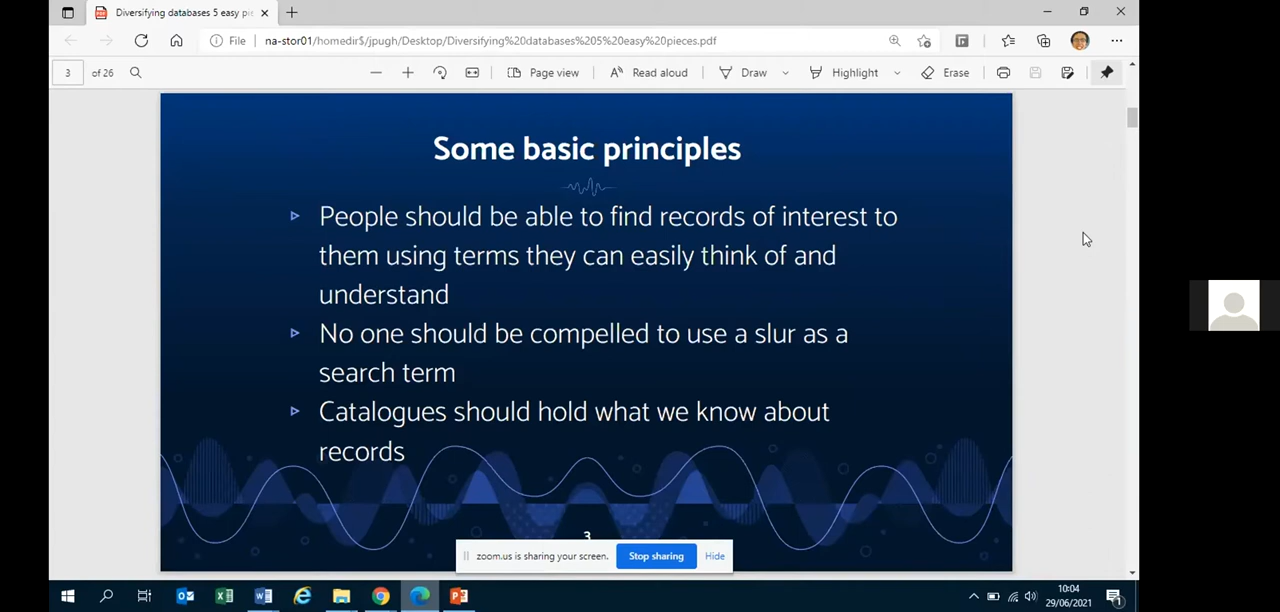 Diversifying databases 5 easy pie
File
na-stor01/homedir$/jpugh/Desktop/Diversifying%20databases%205%20easy%20pieces.pdf
3 of 26
Page view
Read aloud
Draw
Highlight
Erase
Some basic principles
People should be able to find records of interest to
them using terms they can easily think of and
understand
No one should be compelled to use a slur as a
search term
Catalogues should hold what we know about
records
3
zoom.us is sharing your screen.
Stop sharing
Hide
10:04
29/06/2021